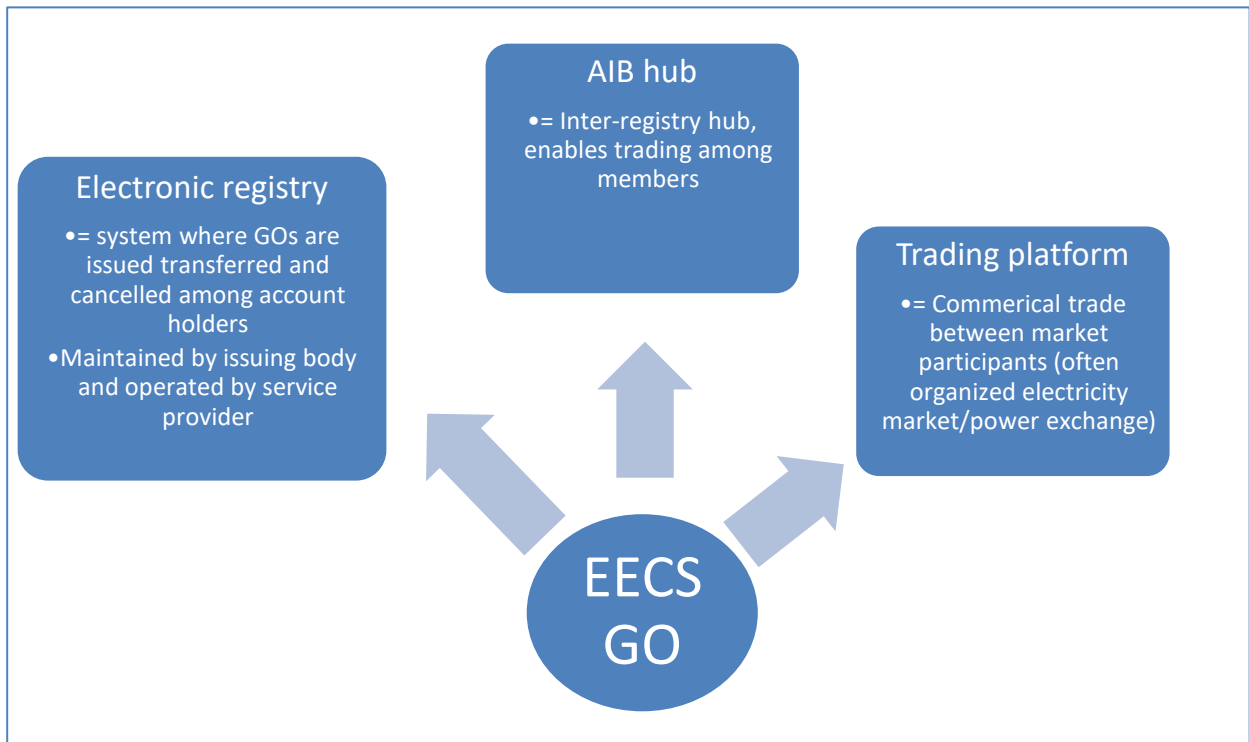 Electronic registry
•= system where GOs are
issued transferred and
cancelled among account
holders
•Maintained by issuing body
and operated by service
provider
AIB hub
•= Inter-registry hub,
enables trading among
members
Trading platform
•= Commerical trade
between market
participants (often
organized electricity
market/power exchange)
EECS
GO